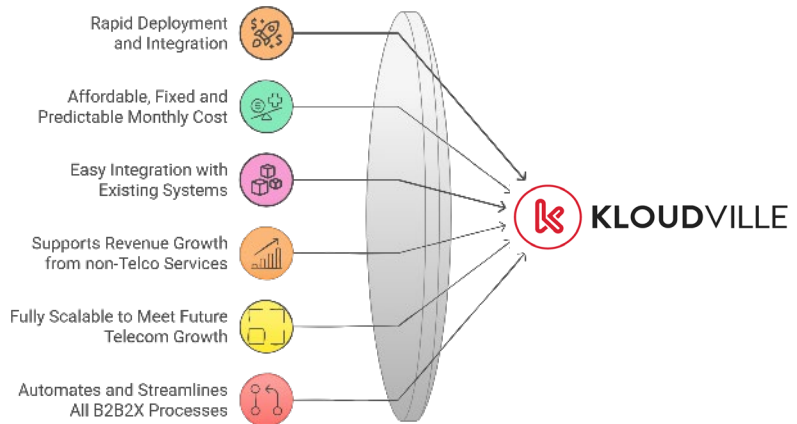 Rapid Deployment
and Integration
Affordable, Fixed and
Predictable Monthly Cost
Easy Integration with
Existing Systems
Supports Revenue Growth
from non-Telco Services
Fully Scalable to Meet Future
Telecom Growth
Automates and Streamlines
All B2B2X Processes
KLOUDVILLE